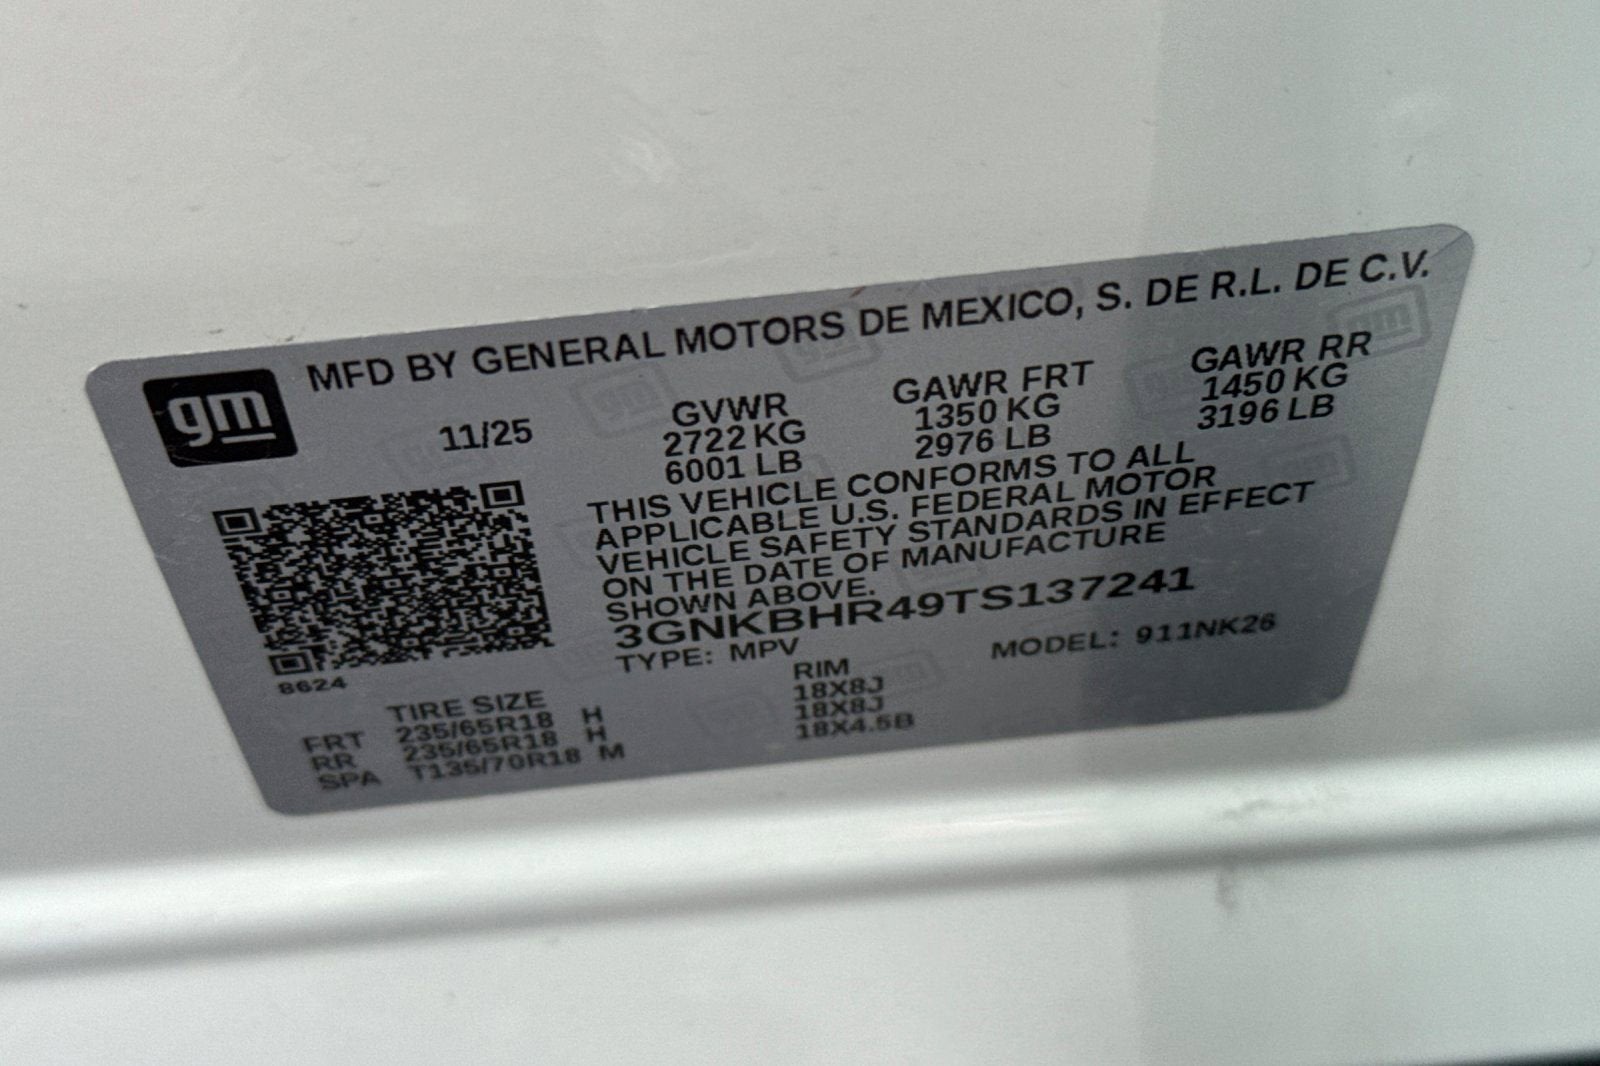 MFD BY GENERAL MOTORS DE MEXICO, S. DE R.L. DE C.V.
gm
11/25
GVWR
2722 KG
6001 LB
GAWR FRT
1350 KG
2976 LB
GAWR RR
1450 KG
3196 LB
THIS VEHICLE CONFORMS TO ALL
APPLICABLE U.S. FEDERAL MOTOR
VEHICLE SAFETY STANDARDS IN EFFECT
ON THE DATE OF MANUFACTURE
SHOWN ABOVE.
3GNKBHR49TS137241
TYPE: MPV
MODEL: 911NK26
8624
TIRE SIZE
RIM
FRT 235/65R18 H 18X8J
RR 235/65R18 H 18X8J
SPA T135/70R18 M 18X4.5B